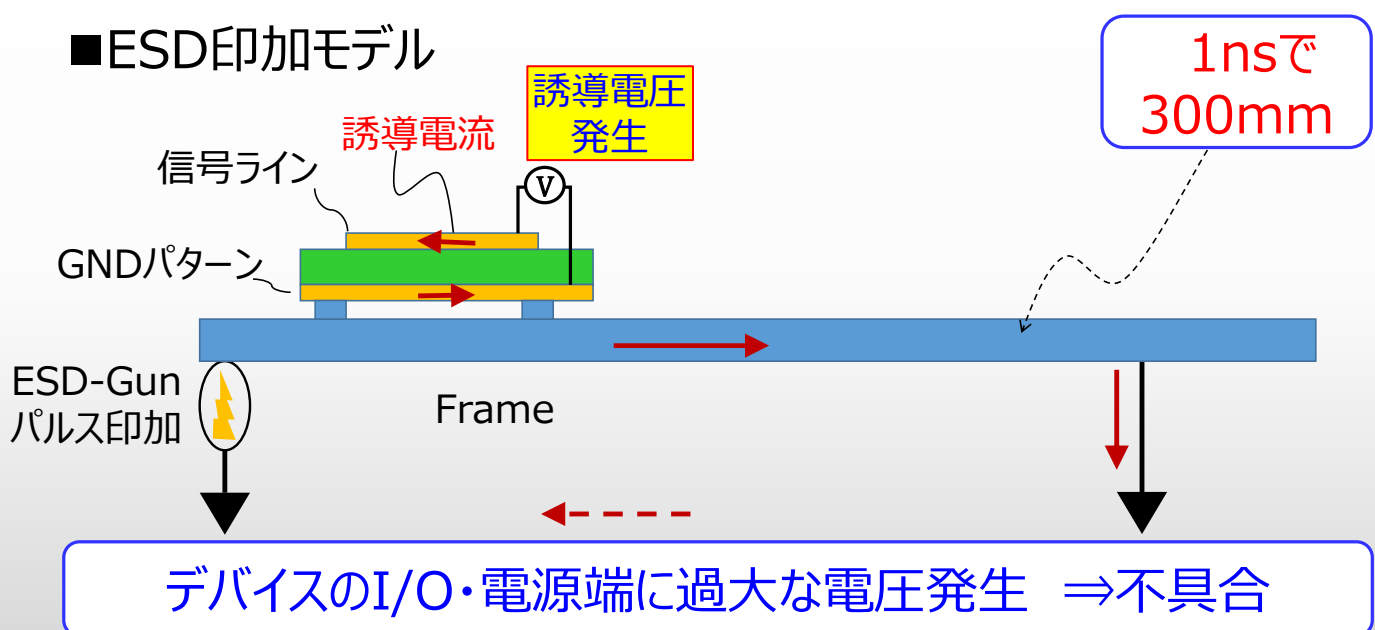 ■ESD印加モデル
1nsで
300mm
誘導電圧
発生
誘導電流
信号ライン
V
GNDパターン
ESD-Gun
パルス印加
Frame
デバイスのI/O・電源端に過大な電圧発生 ⇒不具合